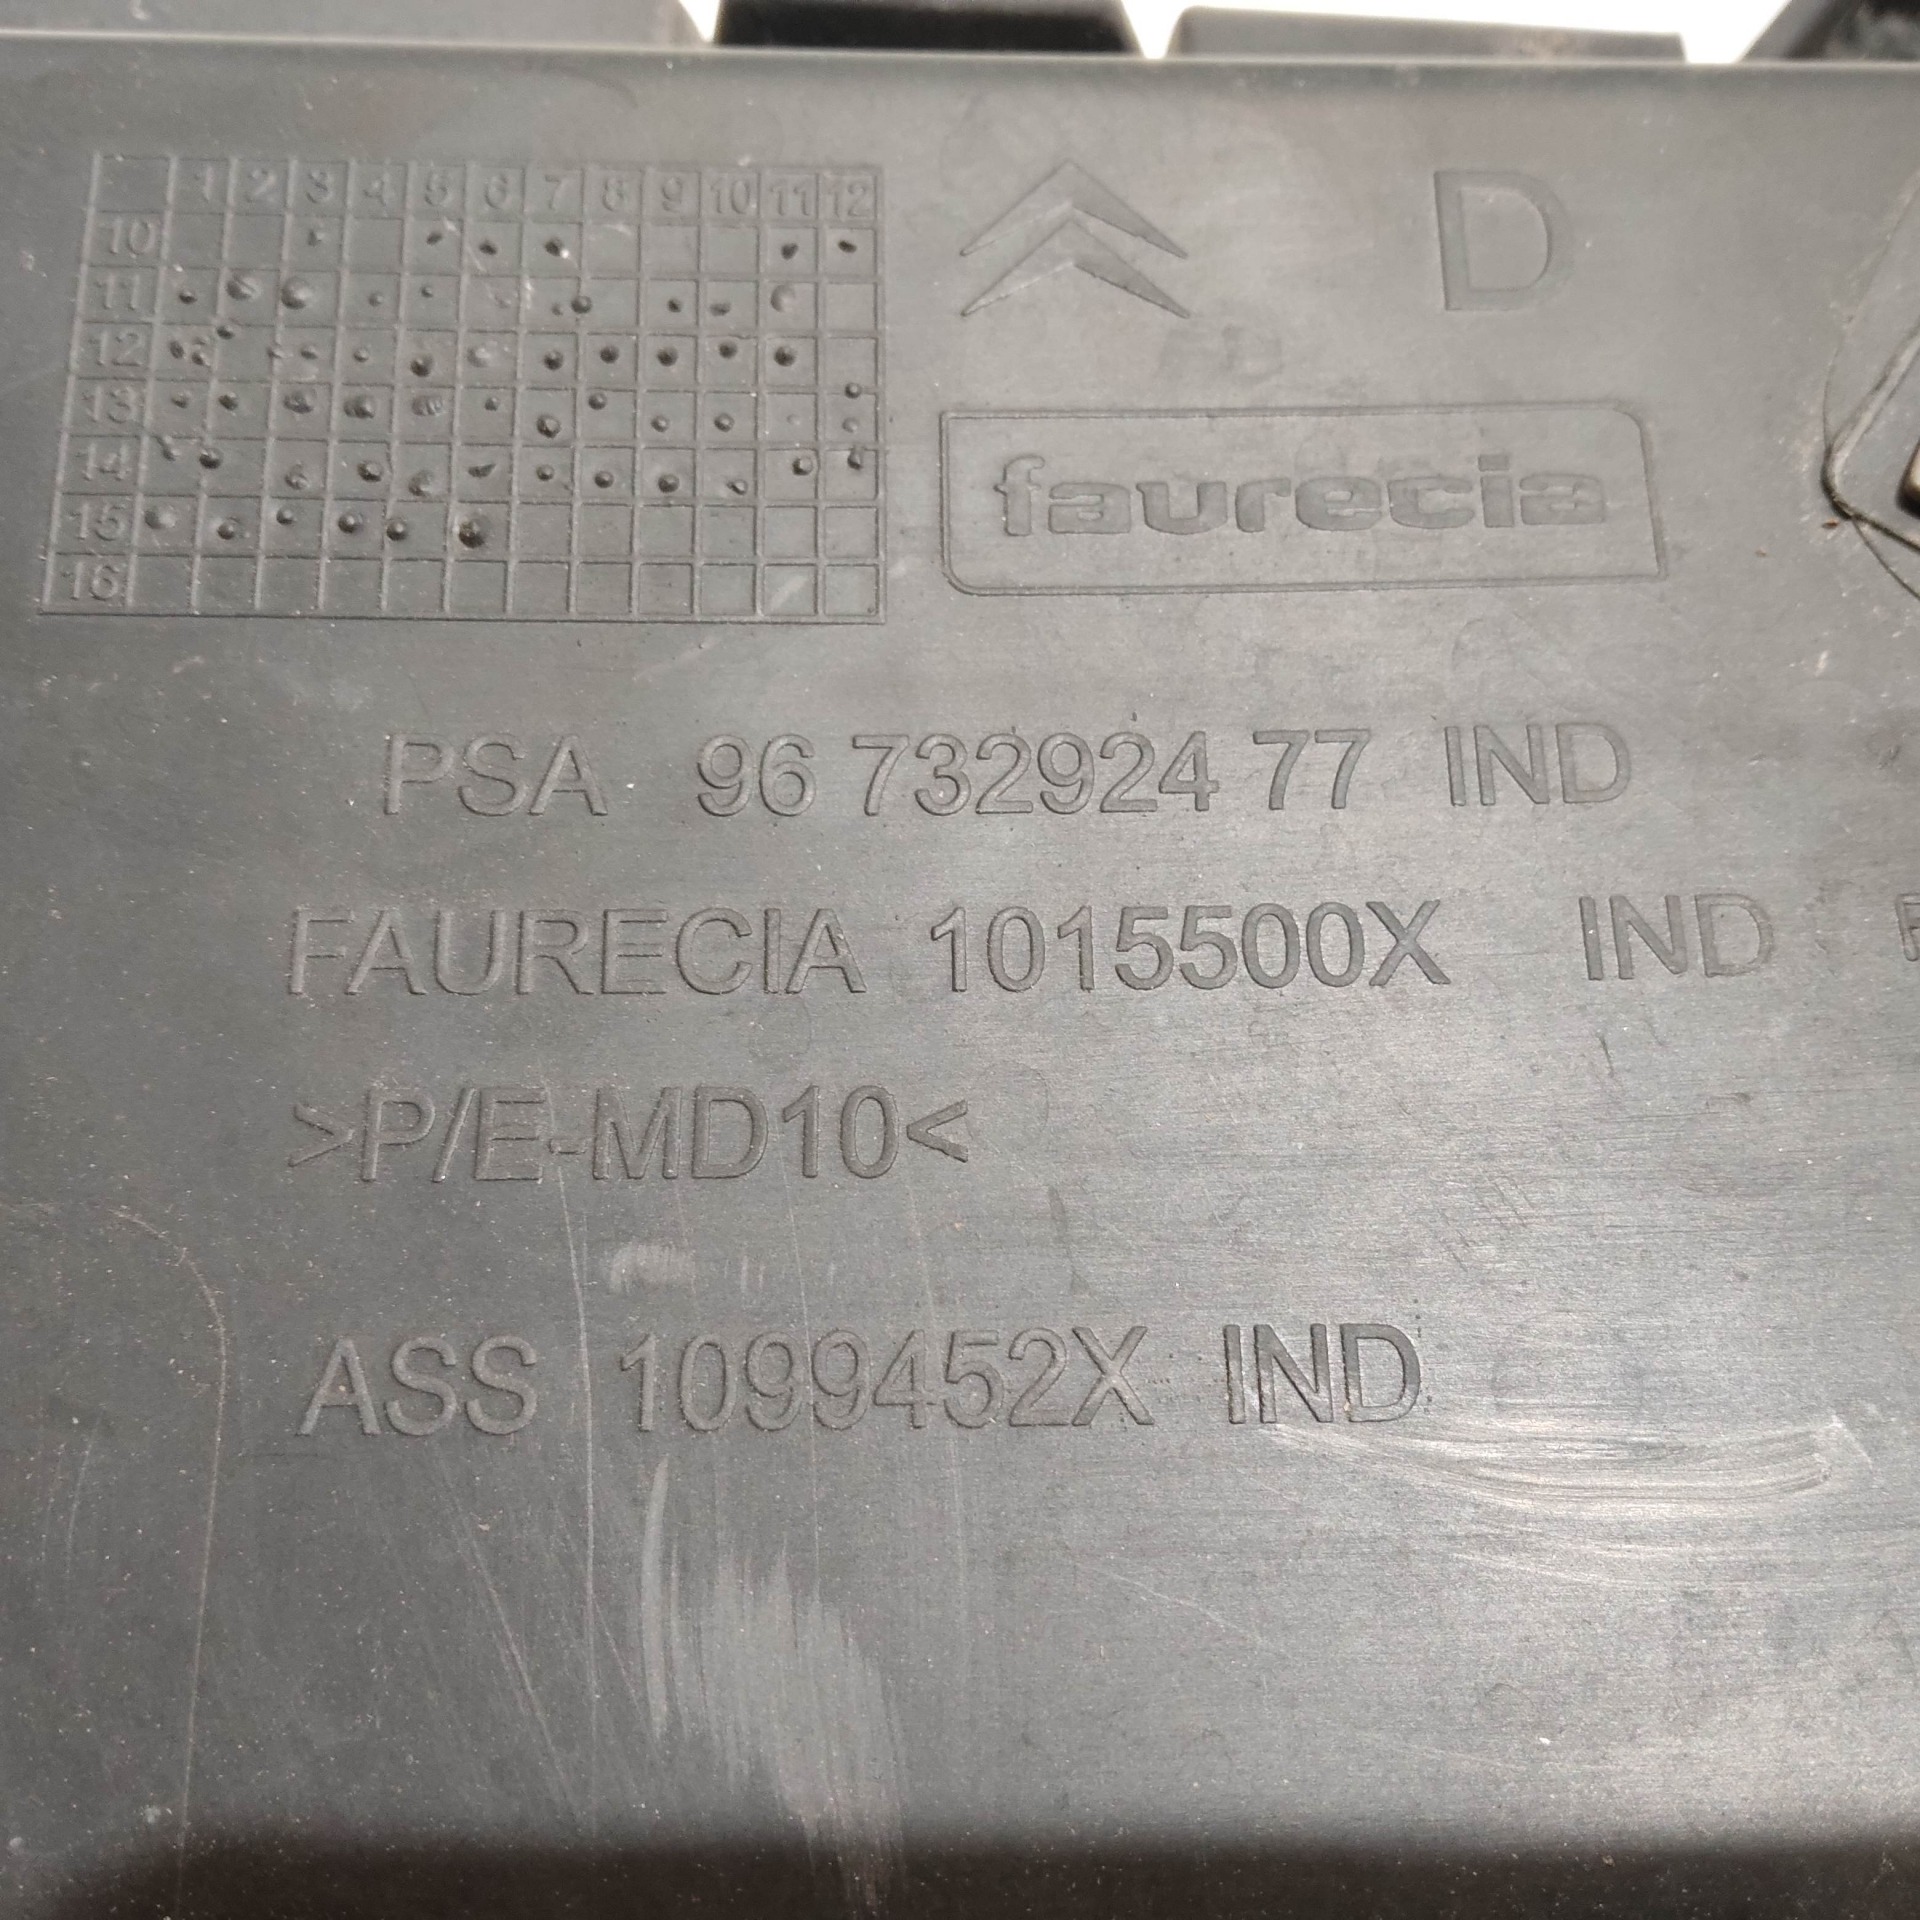 1 2 3 4 5 6 7 8 9 10 11 12
10
11
12
13
14
15
16
D
faurecia
PSA 96 732924 77 IND
FAURECIA 1015500X IND
>P/E-MD10<
ASS 1099452X IND